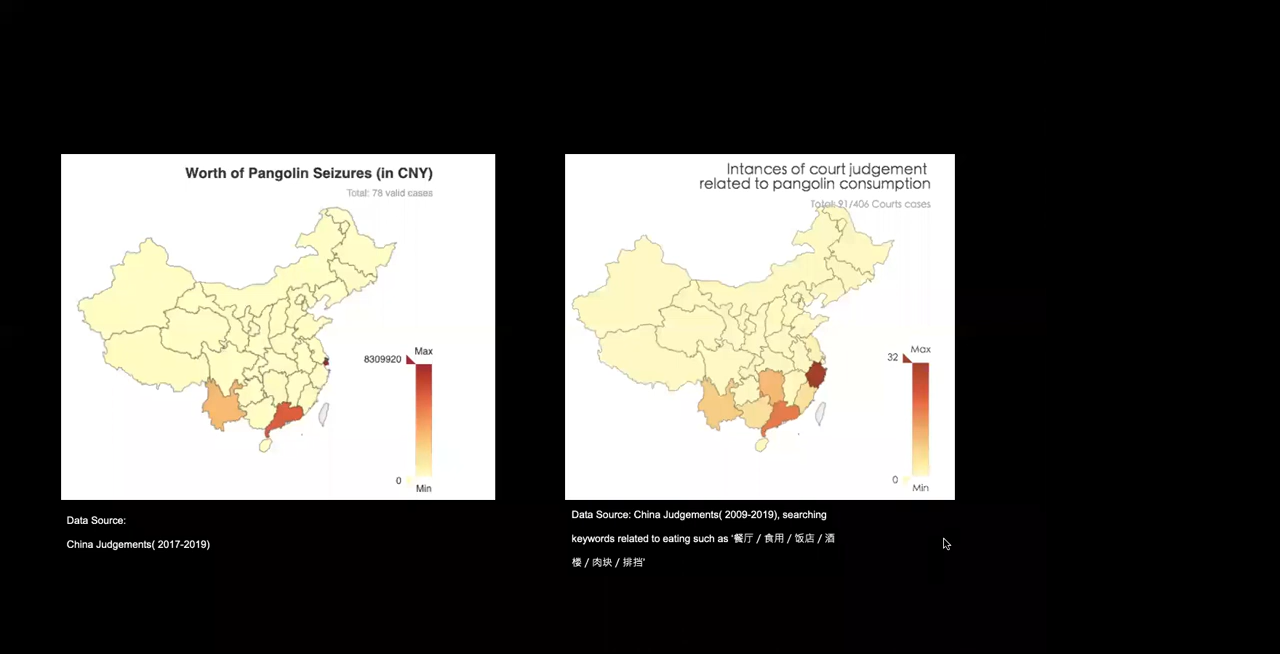 Worth of Pangolin Seizures (in CNY)
Total: 78 valid cases
Max
8309920
0
Min
Data Source:
China Judgements( 2017-2019)
Intances of court judgement
related to pangolin consumption
Total: 91/406 Courts cases
Max
32
0
Min
Data Source: China Judgements( 2009-2019), searching
keywords related to eating such as ‘餐厅 / 食用 / 饭店 / 酒
楼 / 肉块 / 排挡’